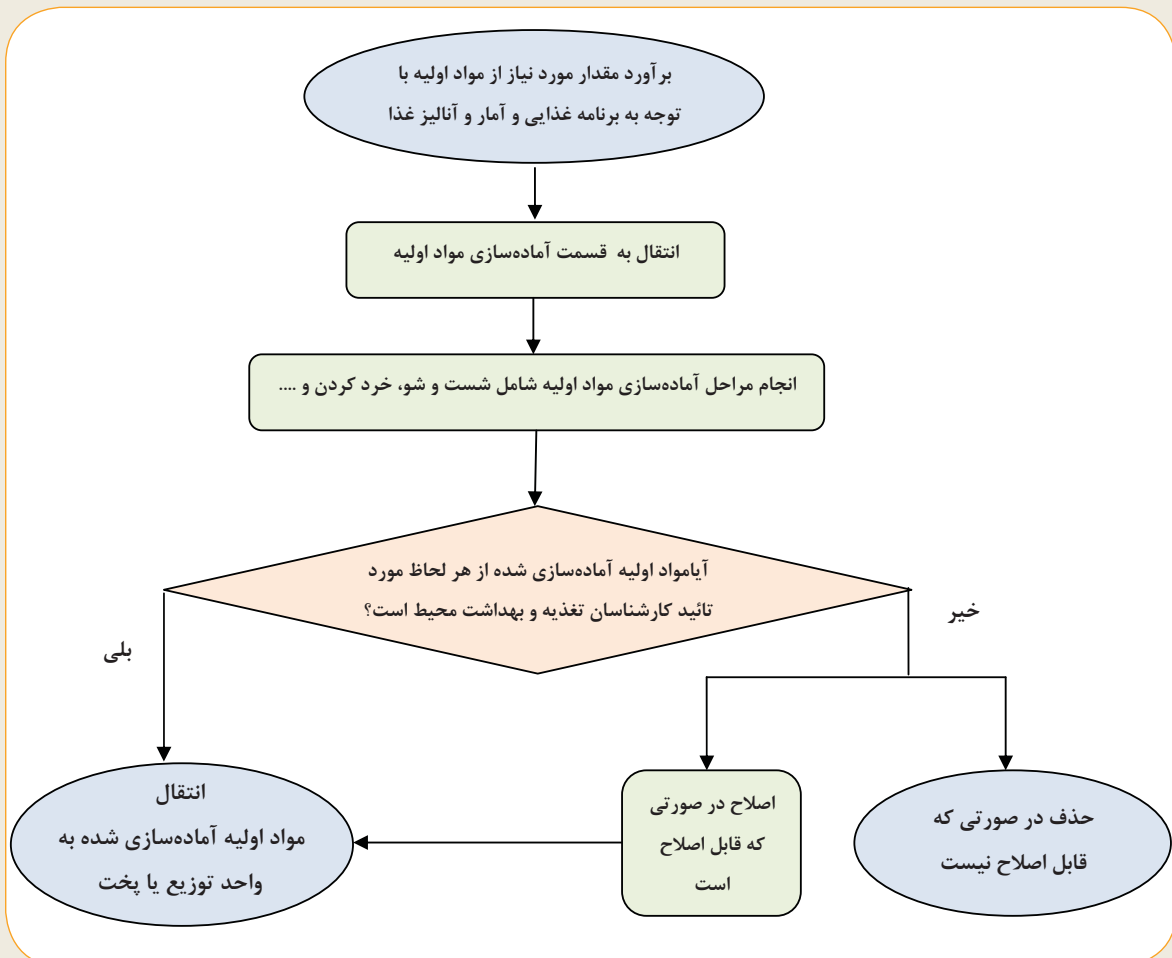 برآورد مقدار مورد نیاز از مواد اولیه با
توجه به برنامه غذایی و آمار و آنالیز غذا
انتقال به قسمت آماده‌سازی مواد اولیه
انجام مراحل آماده‌سازی مواد اولیه شامل شست و شو، خرد کردن و ....
آیامواد اولیه آماده‌سازی شده از هر لحاظ مورد
تائید کارشناسان تغذیه و بهداشت محیط است؟
خیر
بلی
حذف در صورتی که
قابل اصلاح نیست
اصلاح در صورتی
که قابل اصلاح
است
انتقال
مواد اولیه آماده‌سازی شده به
واحد توزیع یا پخت